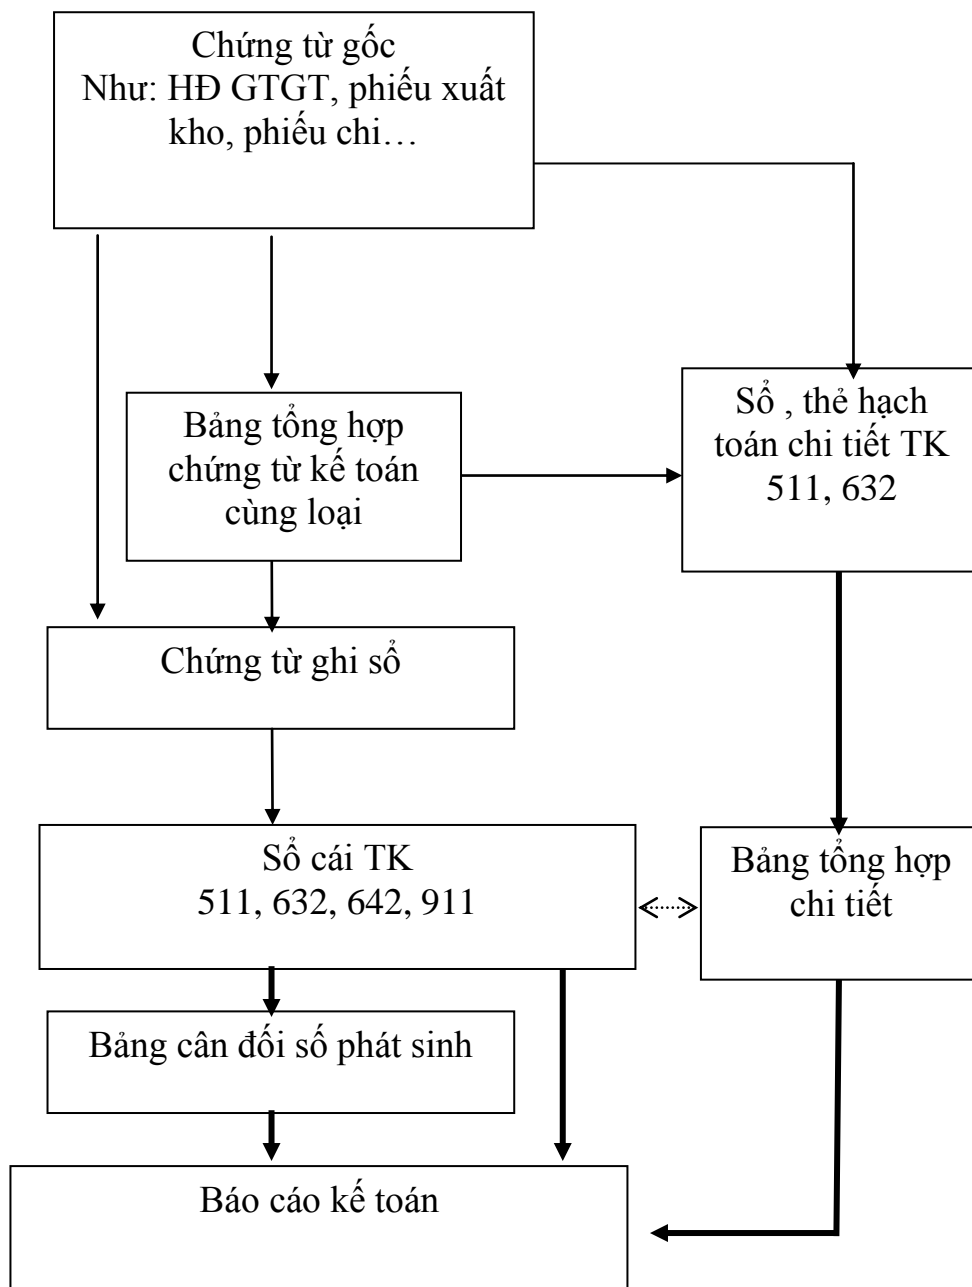 Chứng từ gốc
Như: HĐ GTGT, phiếu xuất
kho, phiếu chi…
Bảng tổng hợp
chứng từ kế toán
cùng loại
Sổ , thẻ hạch
toán chi tiết TK
511, 632
Chứng từ ghi sổ
Sổ cái TK
511, 632, 642, 911
Bảng tổng hợp
chi tiết
Bảng cân đối số phát sinh
Báo cáo kế toán